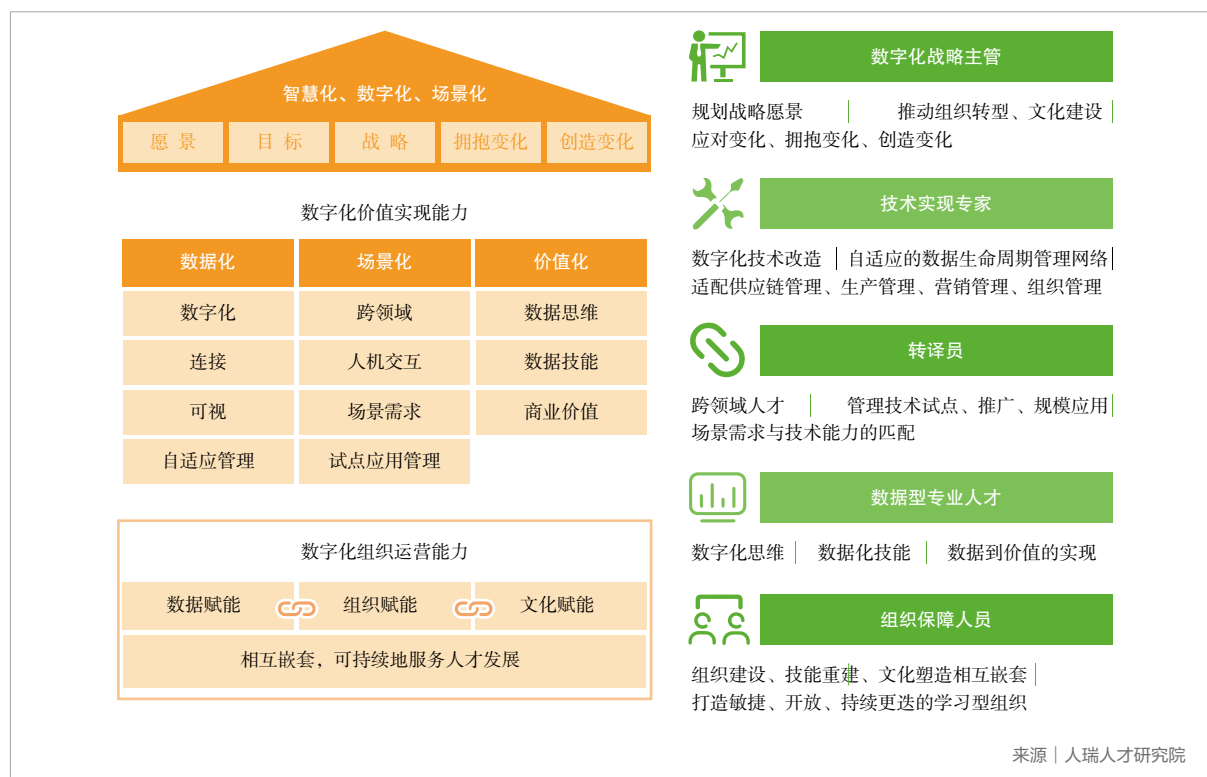 智慧化、数字化、场景化
愿 景 目 标 战 略 拥抱变化 创造变化
数字化价值实现能力
数据化 场景化 价值化
数字化 跨领域 数据思维
连接 人机交互 数据技能
可视 场景需求 商业价值
自适应管理 试点应用管理
数字化组织运营能力
数据赋能 组织赋能 文化赋能
相互嵌套，可持续地服务人才发展
数字化战略主管
规划战略愿景 | 推动组织转型、文化建设 |
应对变化、拥抱变化、创造变化
技术实现专家
数字化技术改造 | 自适应的数据生命周期管理网络 |
适配供应链管理、生产管理、营销管理、组织管理
转译员
跨领域人才 | 管理技术试点、推广、规模应用 |
场景需求与技术能力的匹配
数据型专业人才
数字化思维 | 数据化技能 | 数据到价值的实现
组织保障人员
组织建设、技能重建、文化塑造相互嵌套 |
打造敏捷、开放、持续更迭的学习型组织
来源｜人瑞人才研究院